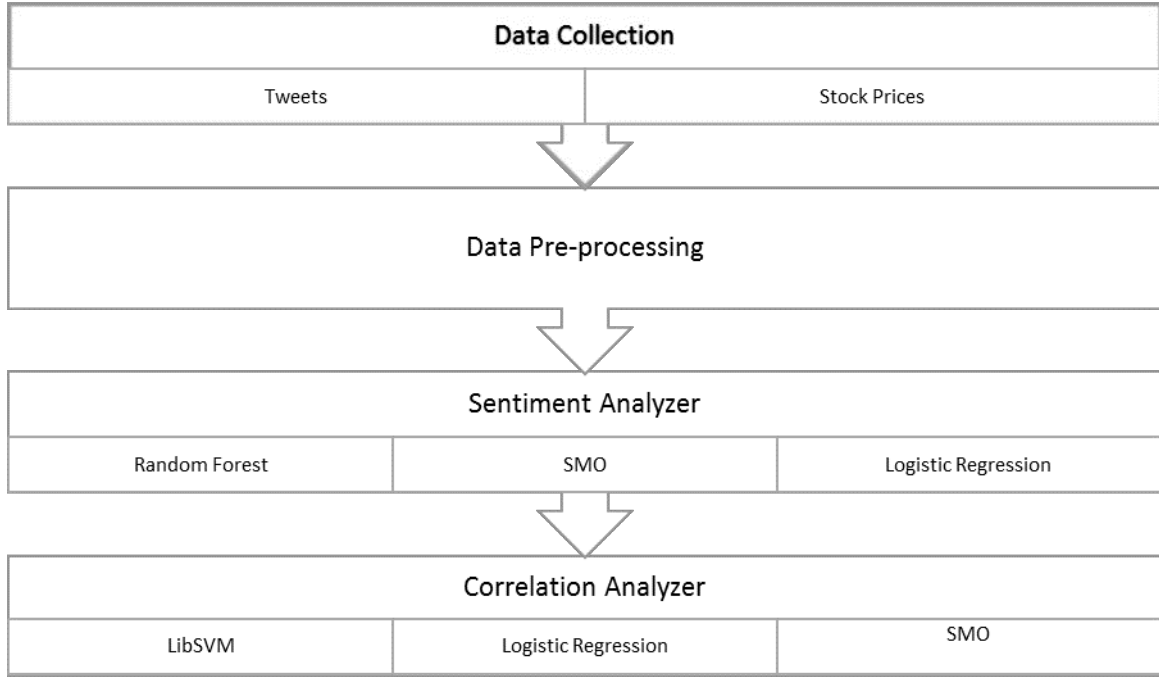 Data Collection
Tweets
Stock Prices
Data Pre-processing
Sentiment Analyzer
Random Forest
SMO
Logistic Regression
Correlation Analyzer
LibSVM
Logistic Regression
SMO